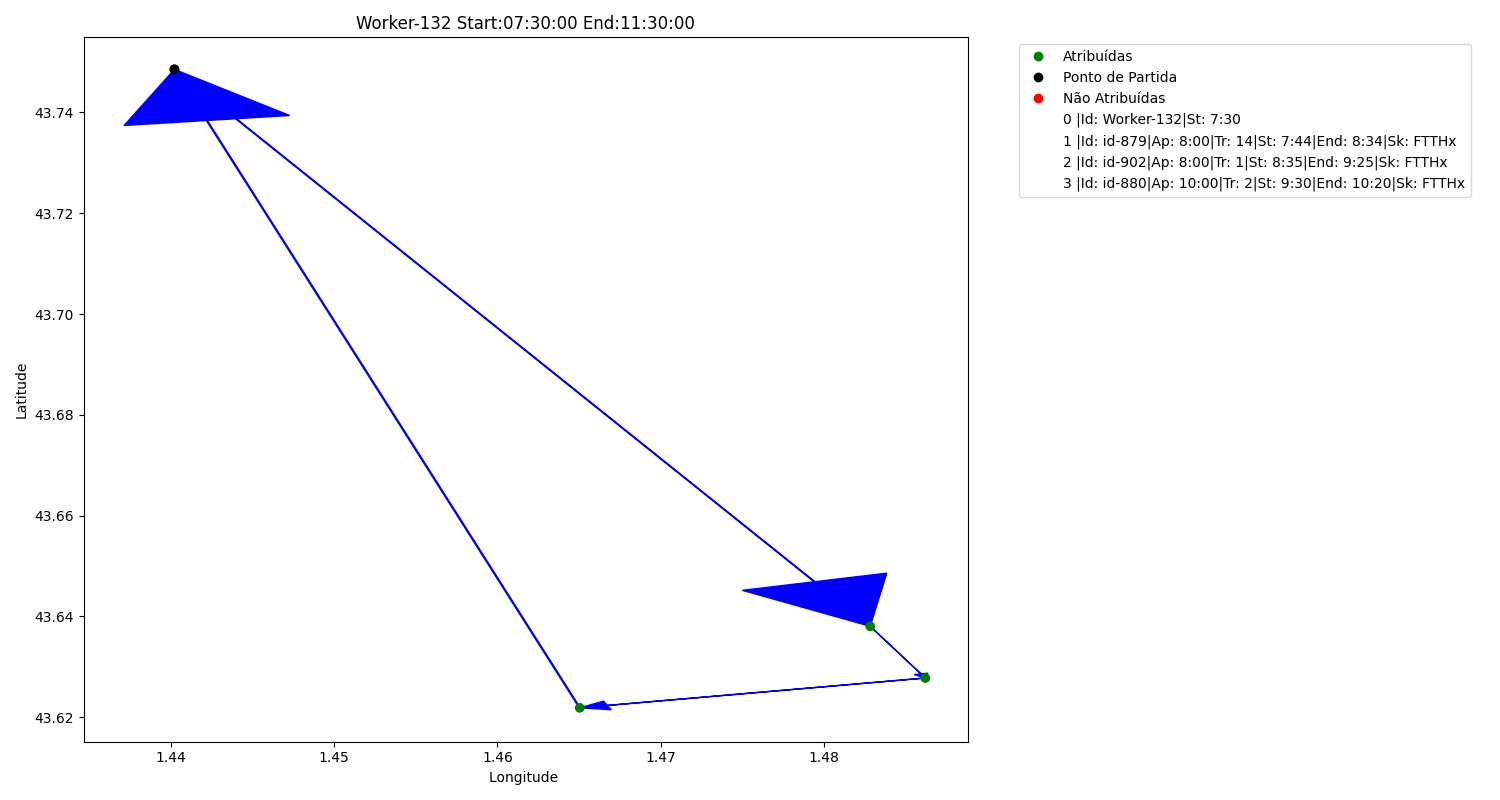 Worker-132 Start:07:30:00 End:11:30:00
Atribuídas
Ponto de Partida
Não Atribuídas
0 |Id: Worker-132|St: 7:30
1 |Id: id-879|Ap: 8:00|Tr: 14|St: 7:44|End: 8:34|Sk: FTTHx
2 |Id: id-902|Ap: 8:00|Tr: 1|St: 8:35|End: 9:25|Sk: FTTHx
3 |Id: id-880|Ap: 10:00|Tr: 2|St: 9:30|End: 10:20|Sk: FTTHx
Latitude
43.74
43.72
43.70
43.68
43.66
43.64
43.62
1.44 1.45 1.46 1.47 1.48
Longitude